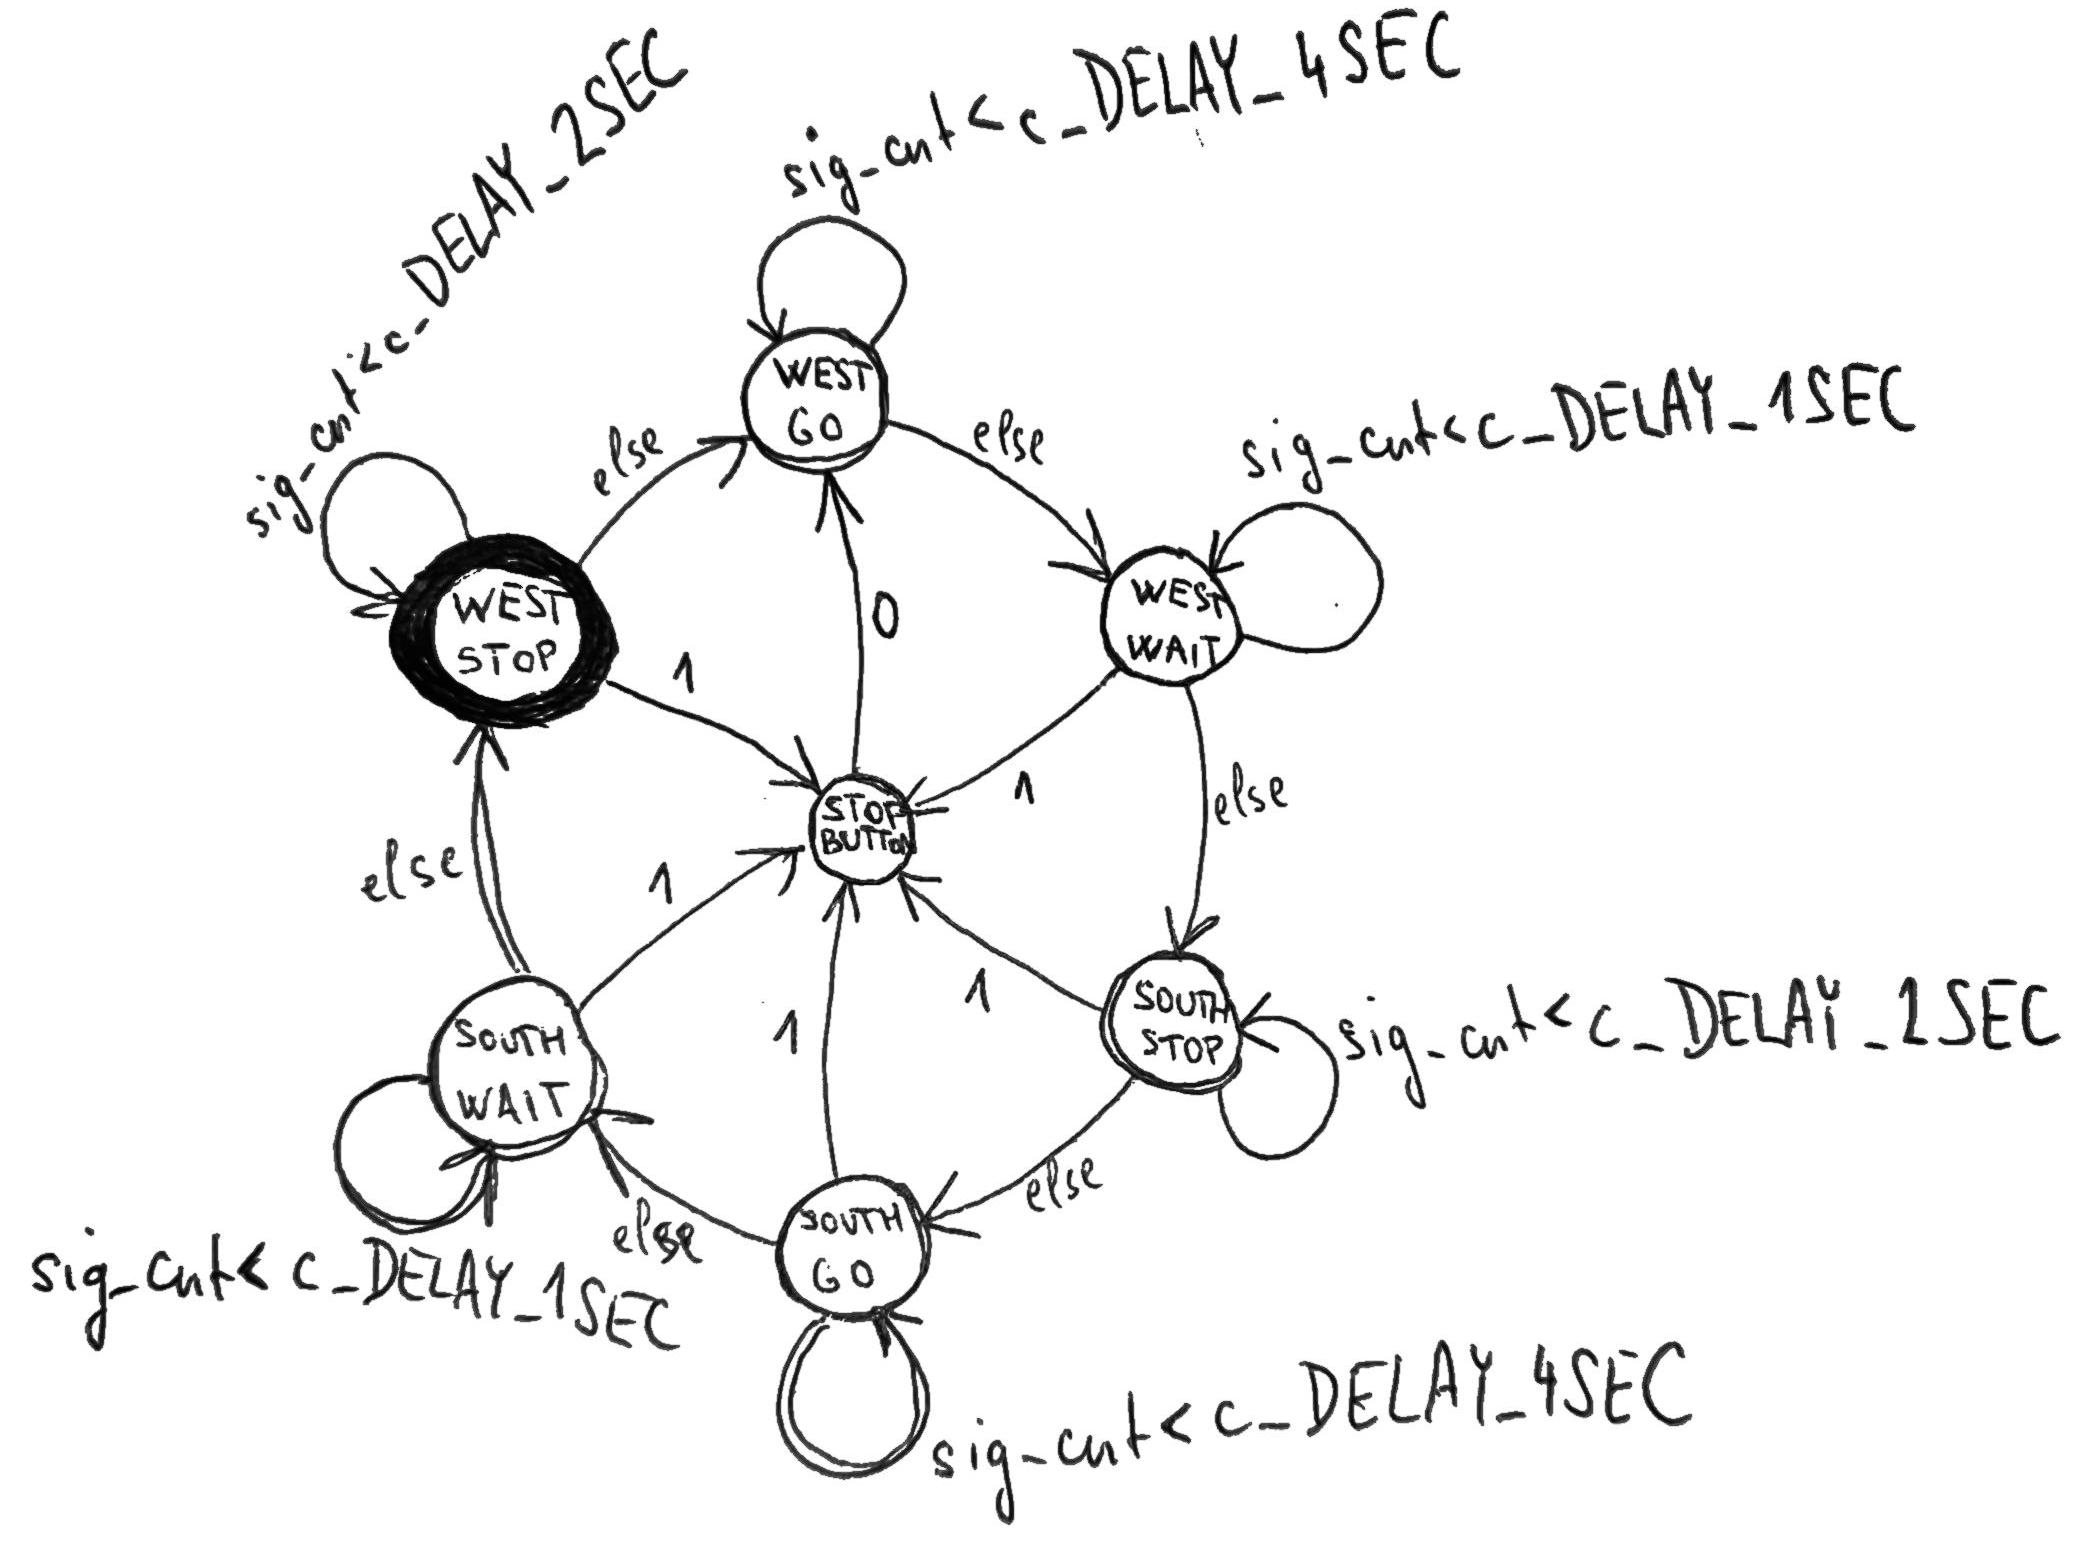 sig_cnt<c_DELAY_2SEC
sig_cnt<c_DELAY_4SEC
WEST
GO
else
else
sig_cnt<c_DELAY_1SEC
WEST
STOP
WEST
WAIT
0
1
1
else
STOP
BUTTON
else
1
1
1
SOUTH
STOP
sig_cnt<c_DELAY_2SEC
SOUTH
WAIT
else
else
SOUTH
GO
sig_cnt<c_DELAY_1SEC
sig_cnt<c_DELAY_4SEC